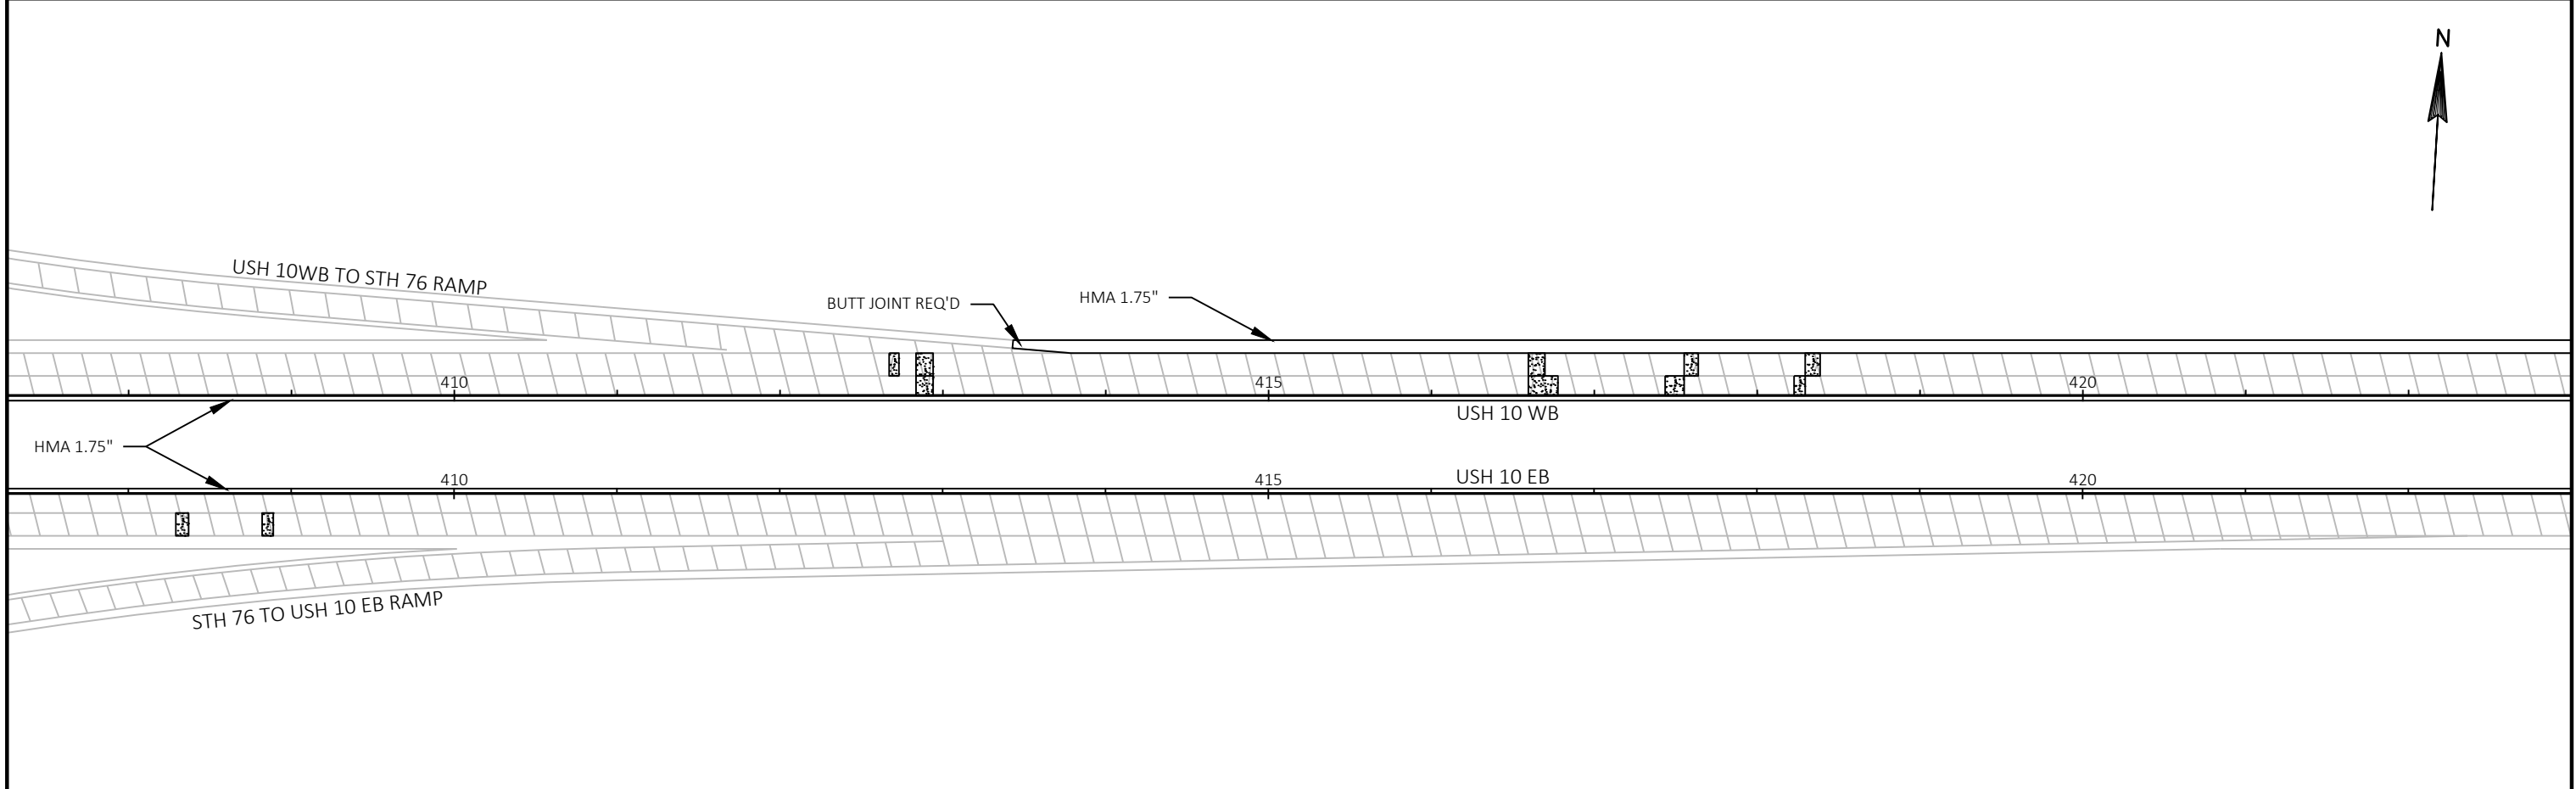 N
USH 10WB TO STH 76 RAMP
BUTT JOINT REQ'D
HMA 1.75"
410
415
420
USH 10 WB
HMA 1.75"
410
415
USH 10 EB
420
STH 76 TO USH 10 EB RAMP